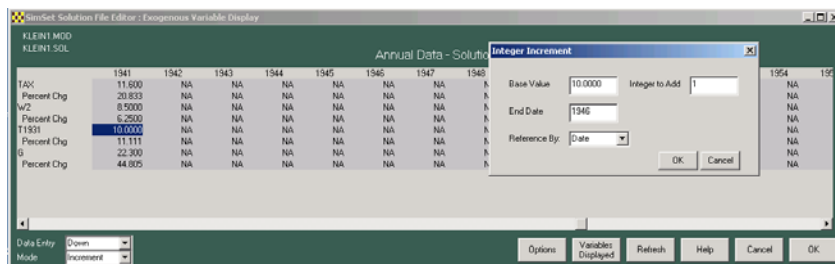 SimSet Solution File Editor : Exogenous Variable Display
KLEIN1.MOD
KLEIN1.SOL
Annual Data - Solutio
1941 1942 1943 1944 1945 1946 1947 1948 1954 195
TAX 11.600 NA NA NA NA NA NA N NA
Percent Chg 20.833 NA NA NA NA NA NA N NA
W2 8.5000 NA NA NA NA NA NA N NA
Percent Chg 6.2500 NA NA NA NA NA NA N NA
T1931 10.0000 NA NA NA NA NA NA N NA
Percent Chg 11.111 NA NA NA NA NA NA N NA
G 22.300 NA NA NA NA NA NA N NA
Percent Chg 44.805 NA NA NA NA NA NA N NA
Integer Increment
Base Value 10.0000 Integer to Add 1
End Date 1946
Reference By: Date
OK Cancel
Data Entry Down
Mode Increment
Options Variables Displayed Refresh Help Cancel OK